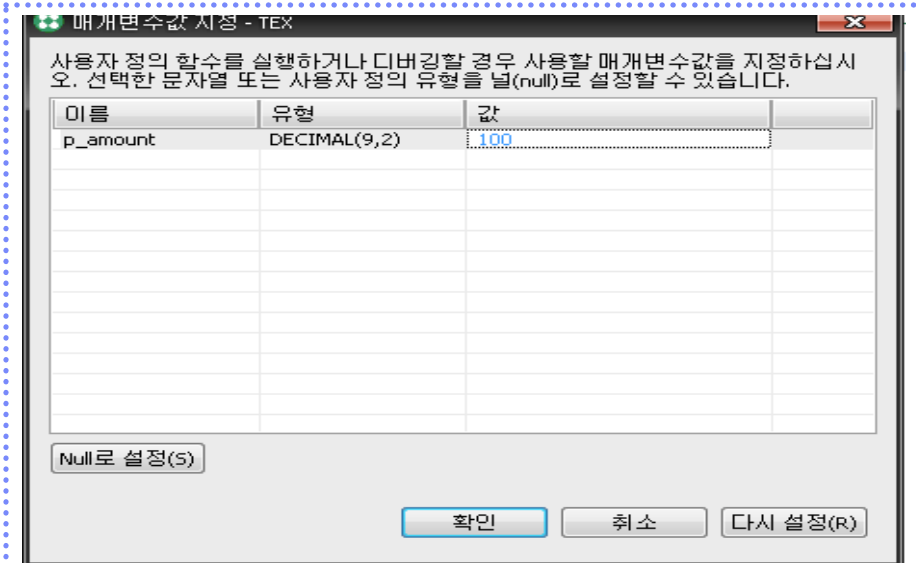 매개변수값 지정 - TEX
사용자 정의 함수를 실행하거나 디버깅할 경우 사용할 매개변수값을 지정하십시
오. 선택한 문자열 또는 사용자 정의 유형을 널(null)로 설정할 수 있습니다.
이름 유형 값
p_amount DECIMAL(9,2) 100
Null로 설정(S)
확인 취소 다시 설정(R)